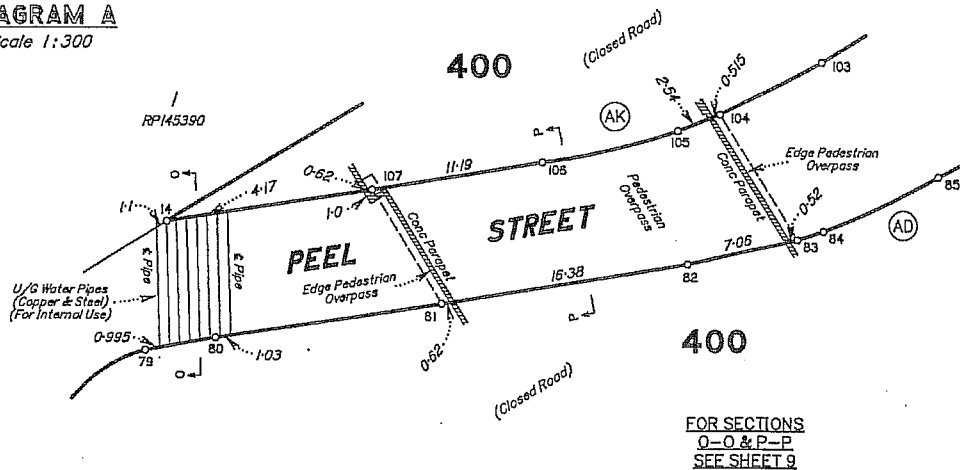 AGRAM A
cale 1:300
400
(Closed Road)
1
RP145390
103
0·515
2·54
104
AK
105
Edge Pedestrian
Overpass
P
106
11·19
Conc Parapet
0·62
107
O
1·1
14
4·17
1·0
Pedestrian
Overpass
0·52
85
STREET
Conc Parapet
83
84
AD
PEEL
7·06
℄ Pipe
℄ Pipe
Edge Pedestrian
Overpass
16·38
82
U/G Water Pipes
(Copper & Steel)
(For Internal Use)
81
P
0·995
80
1·03
0·62
79
O
400
(Closed Road)
FOR SECTIONS
O-O & P-P
SEE SHEET 9